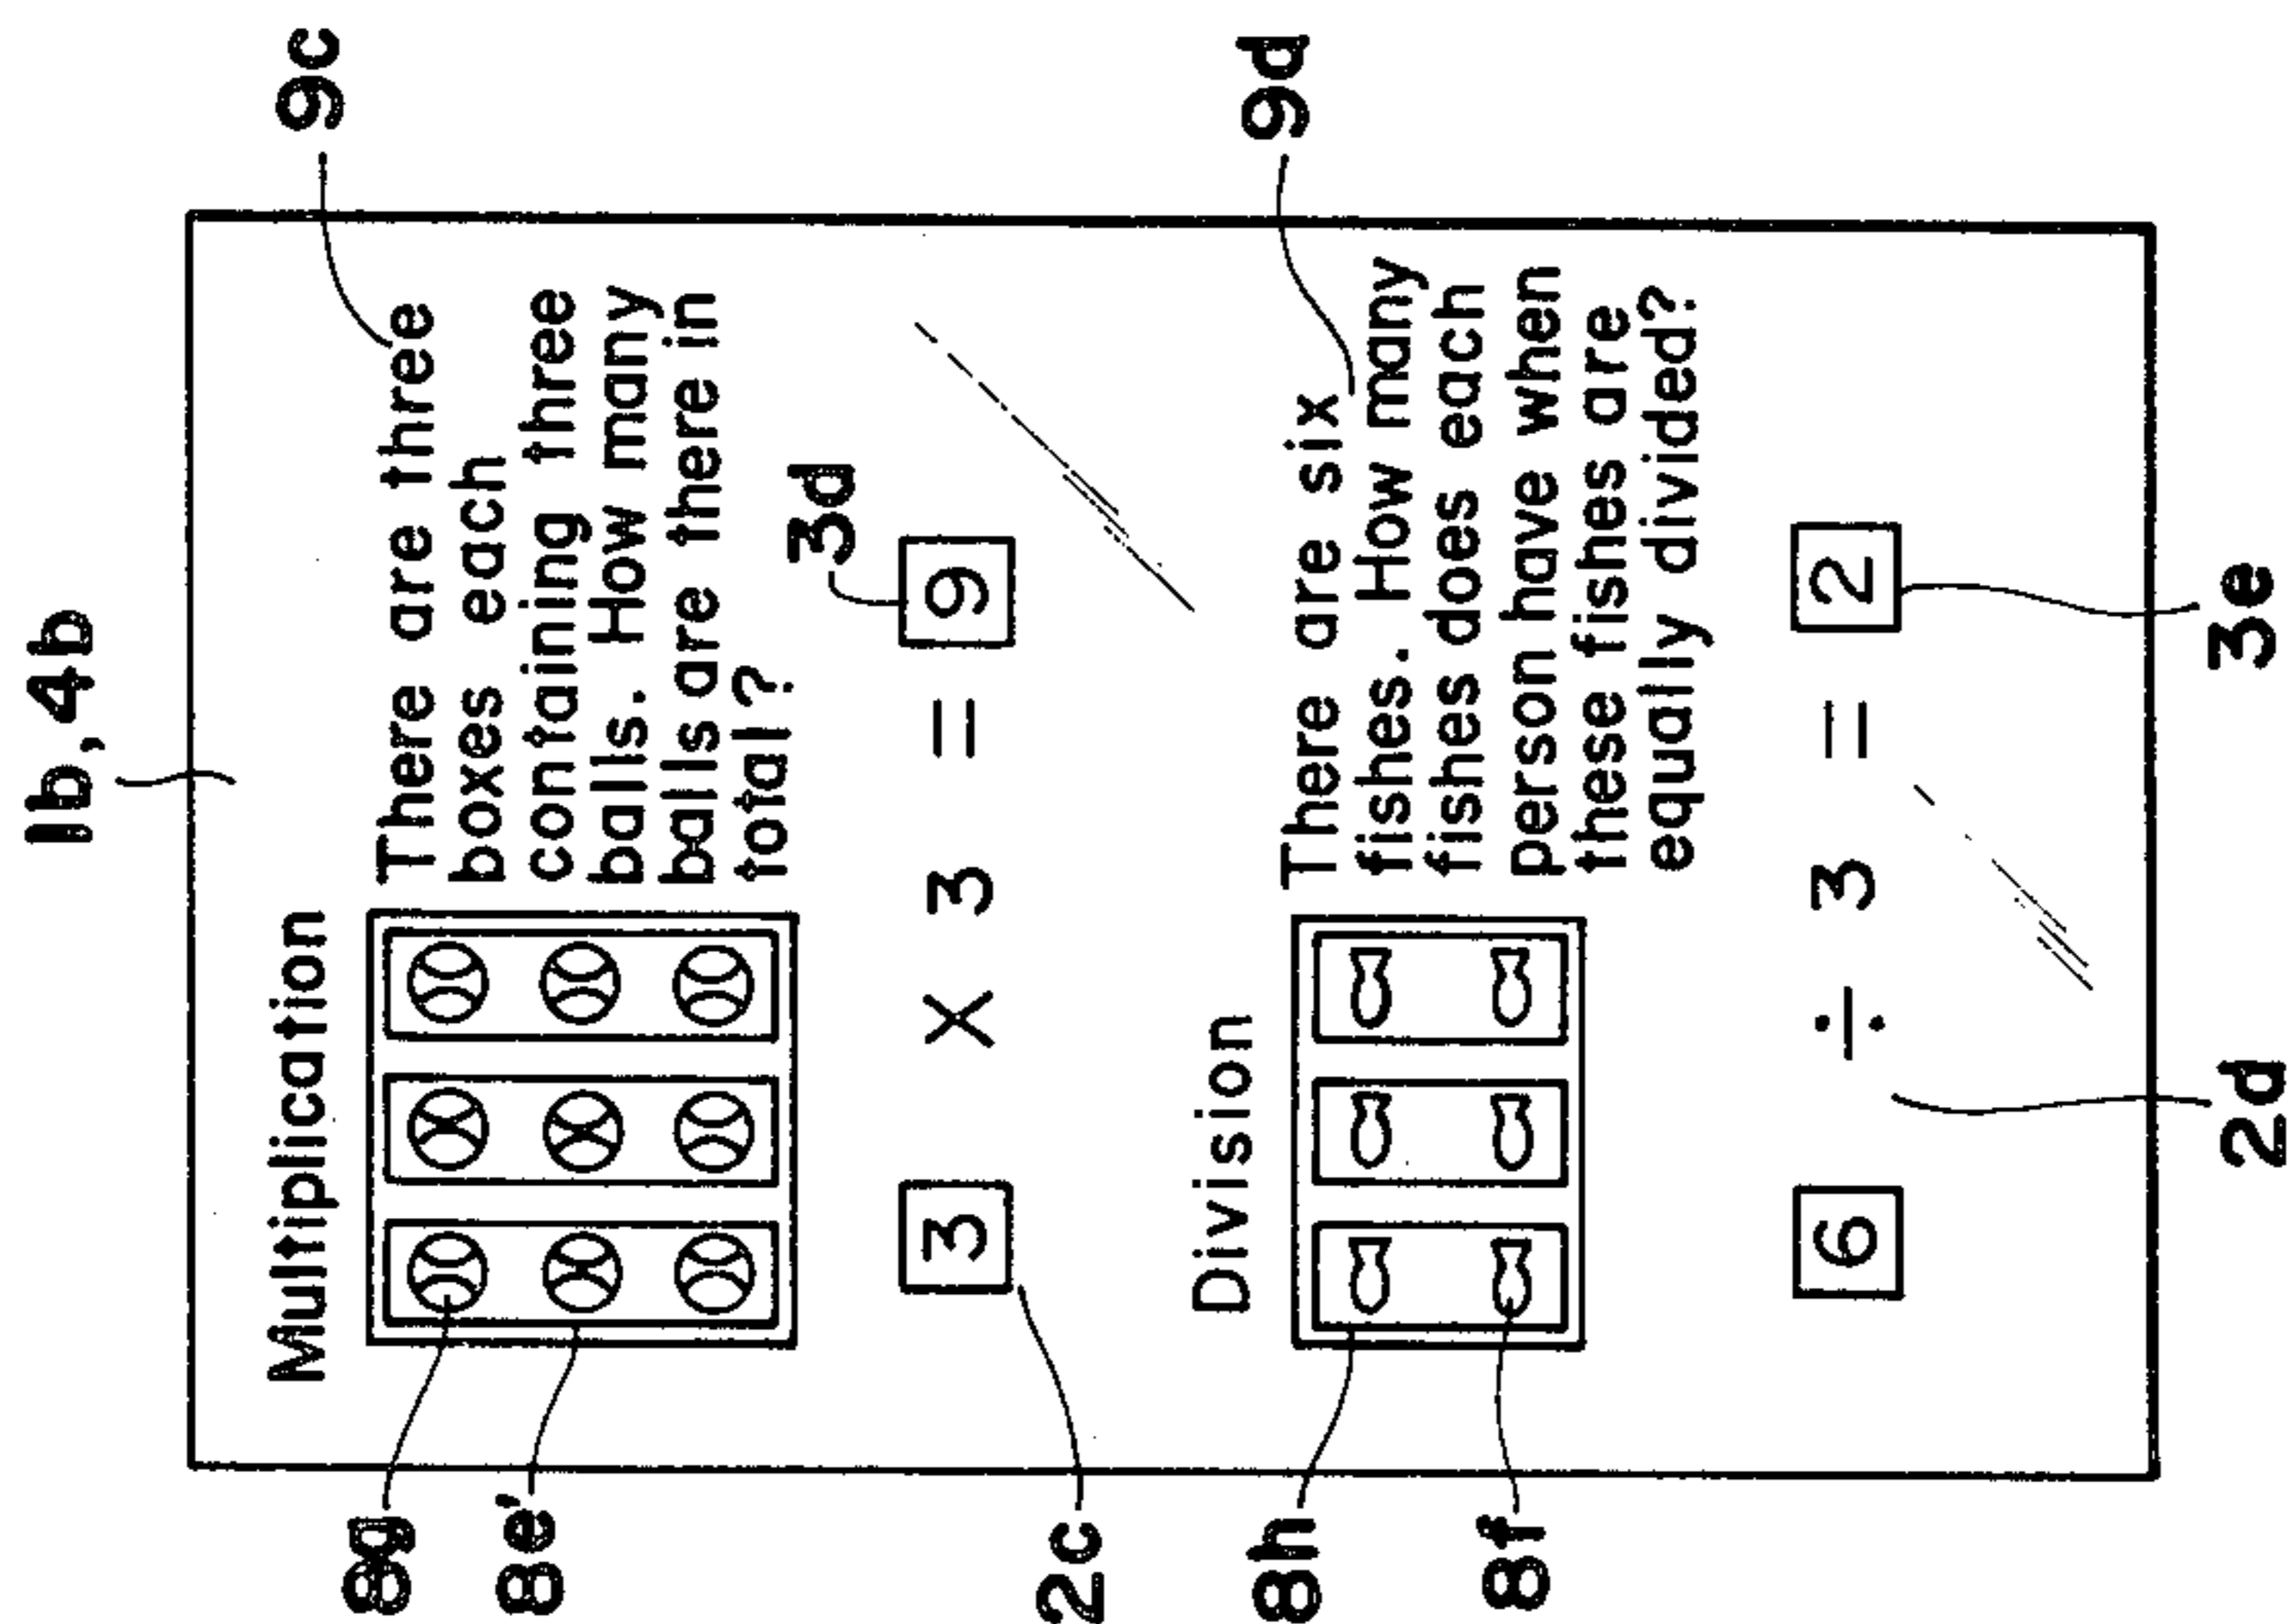 1b, 4b
Multiplication
There are three
boxes each
containing three
balls. How many
balls are there in
total?
8g
8e'
9c
3d
3 × 3 = 9
2c
Division
There are six
fishes. How many
fishes does each
person have when
these fishes are
equally divided?
9d
8h
8f
6 ÷ 3 = 2
2d
3e